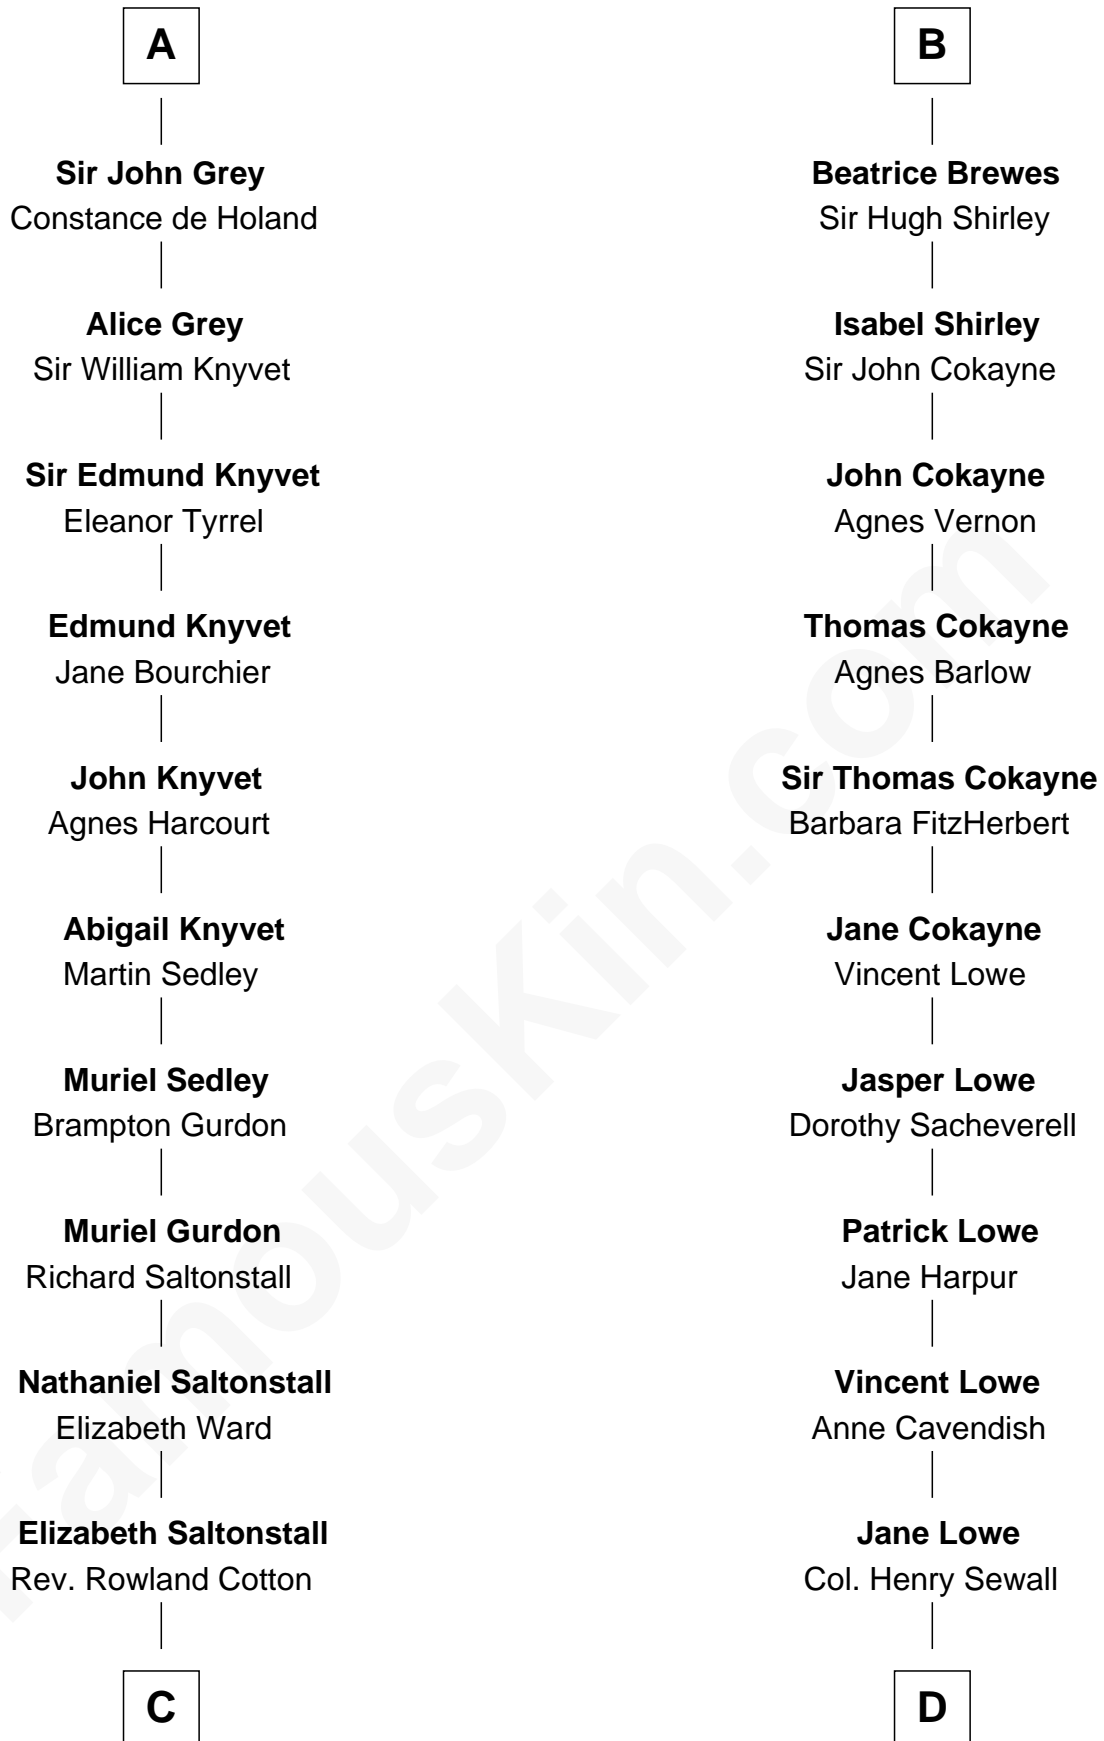 A
Sir John Grey
Constance de Holand
Alice Grey
Sir William Knyvet
Sir Edmund Knyvet
Eleanor Tyrrel
Edmund Knyvet
Jane Bourchier
John Knyvet
Agnes Harcourt
Abigail Knyvet
Martin Sedley
Muriel Sedley
Brampton Gurdon
Muriel Gurdon
Richard Saltonstall
Nathaniel Saltonstall
Elizabeth Ward
Elizabeth Saltonstall
Rev. Rowland Cotton
C
B
Beatrice Brewes
Sir Hugh Shirley
Isabel Shirley
Sir John Cokayne
John Cokayne
Agnes Vernon
Thomas Cokayne
Agnes Barlow
Sir Thomas Cokayne
Barbara FitzHerbert
Jane Cokayne
Vincent Lowe
Jasper Lowe
Dorothy Sacheverell
Patrick Lowe
Jane Harpur
Vincent Lowe
Anne Cavendish
Jane Lowe
Col. Henry Sewall
D
FamousKin.com